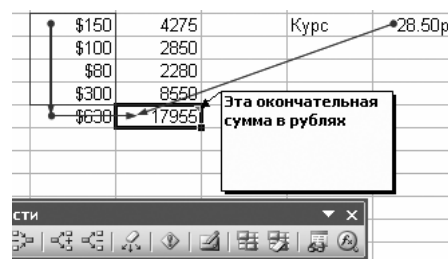 $150 4275 Курс 28.50р
$100 2850
$80 2280
$300 8550
$630 17955
Эта окончательная
сумма в рублях
сти